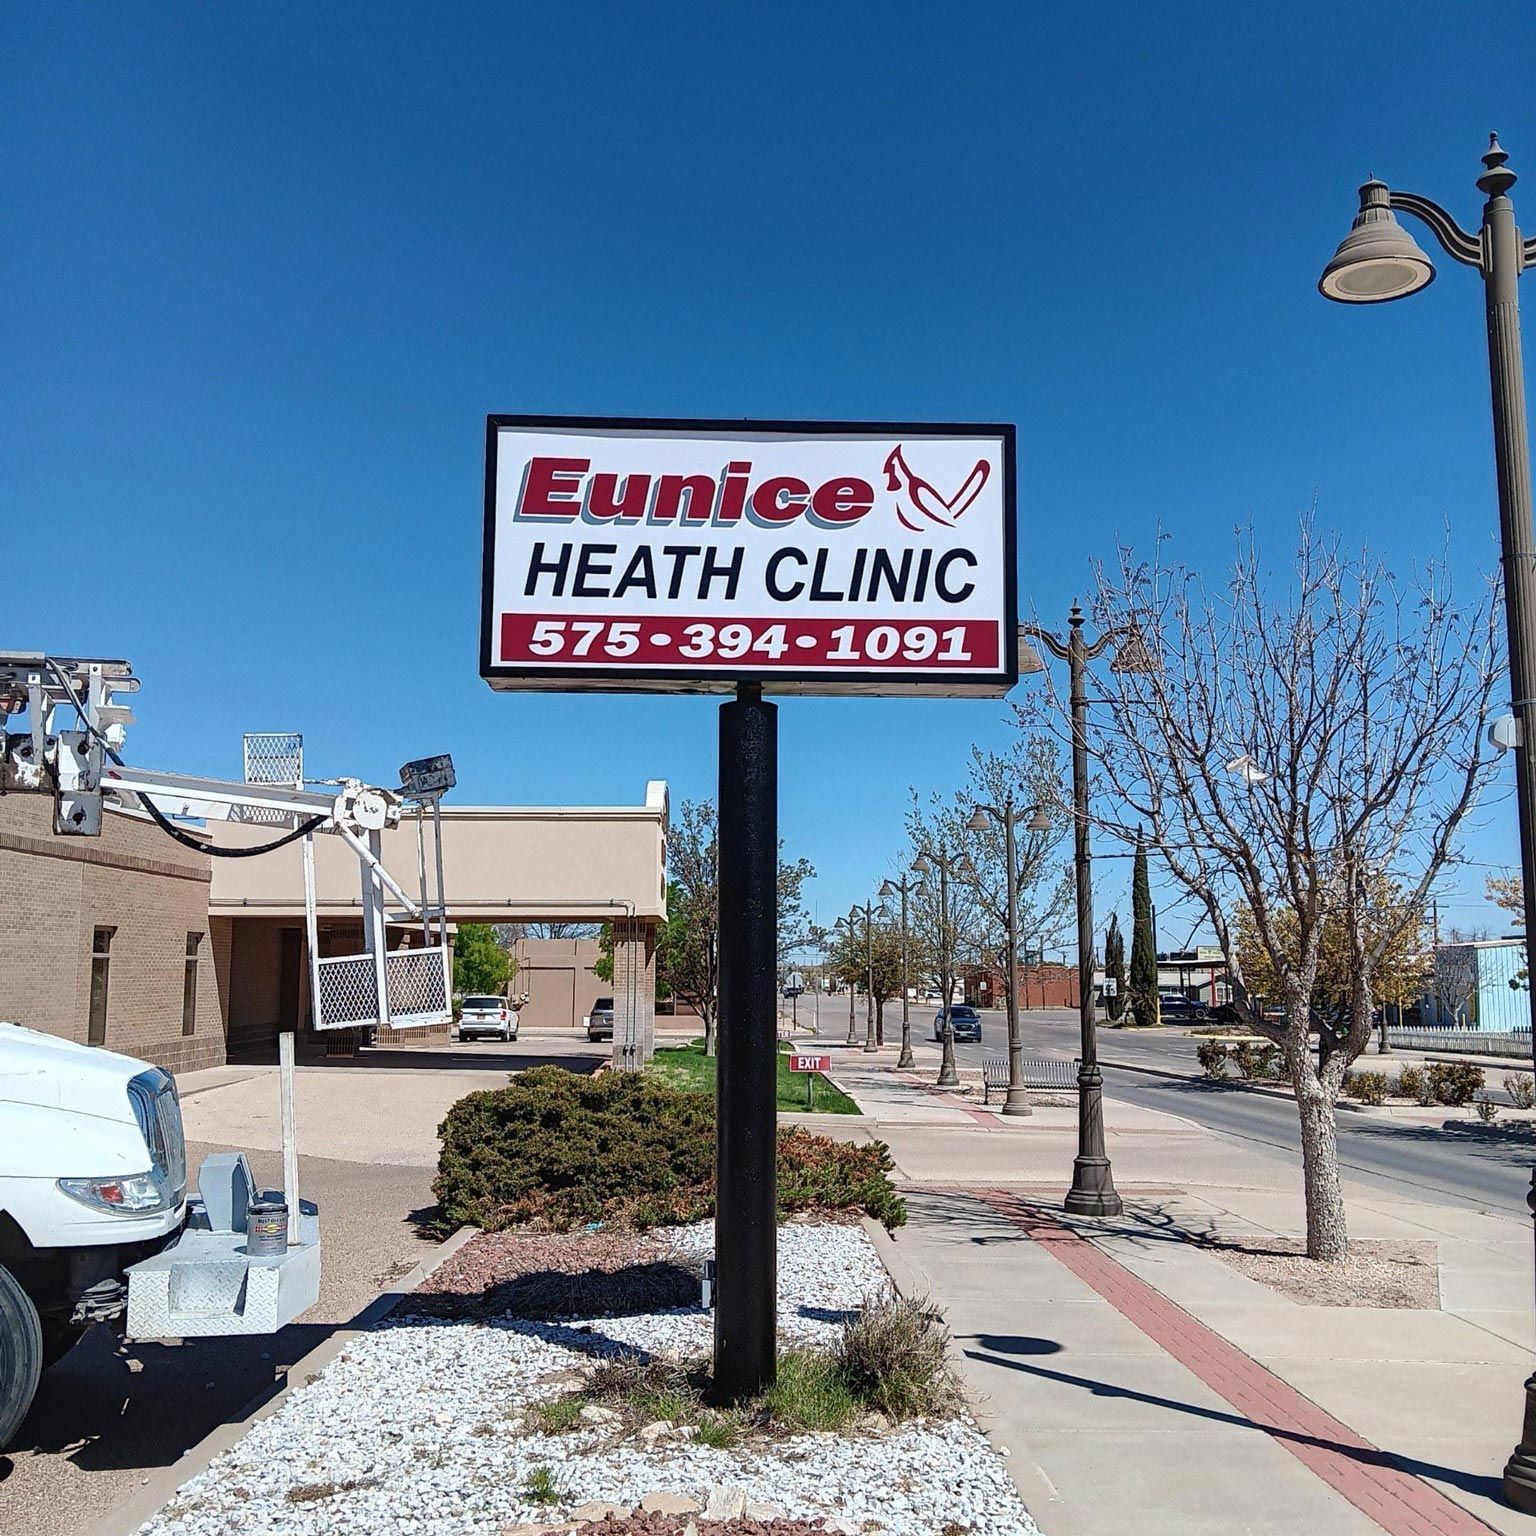 Eunice
HEATH CLINIC
575•394•1091
EXIT